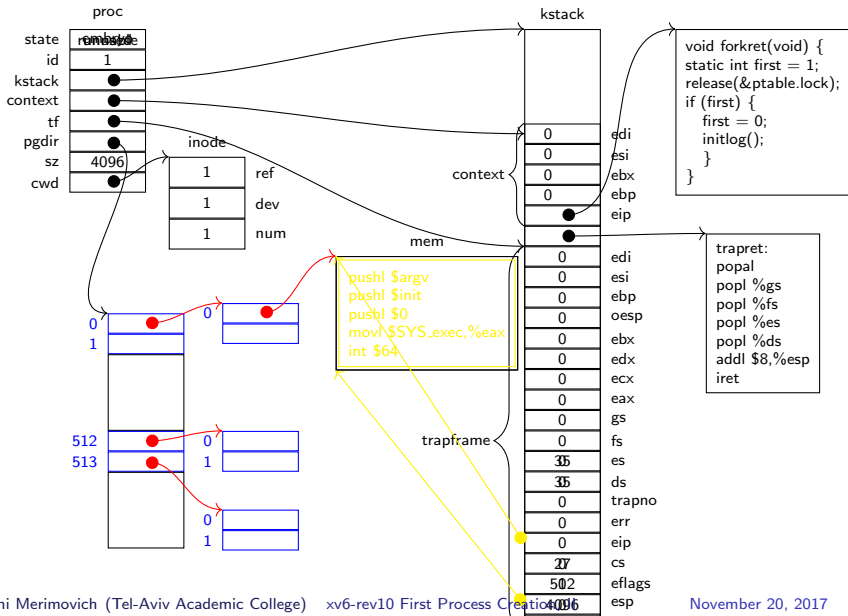 proc
kstack
state
id 1
kstack
context
tf
pgdir
sz 4096
cwd
inode
1 ref
1 dev
1 num
mem
pushl $argv
pushl $init
pushl $0
movl $SYS_exec,%eax
int $64
0
1
512
513
0
0
1
0
1
context
0 edi
0 esi
0 ebx
0 ebp
eip
trapframe
0 edi
0 esi
0 ebp
0 oesp
0 ebx
0 edx
0 ecx
0 eax
0 gs
0 fs
35 es
35 ds
0 trapno
0 err
0 eip
27 cs
512 eflags
4096 esp
void forkret(void) {
static int first = 1;
release(&ptable.lock);
if (first) {
first = 0;
initlog();
}
}
trapret:
popal
popl %gs
popl %fs
popl %es
popl %ds
addl $8,%esp
iret
Merimovich (Tel-Aviv Academic College) xv6-rev10 First Process Creation November 20, 2017